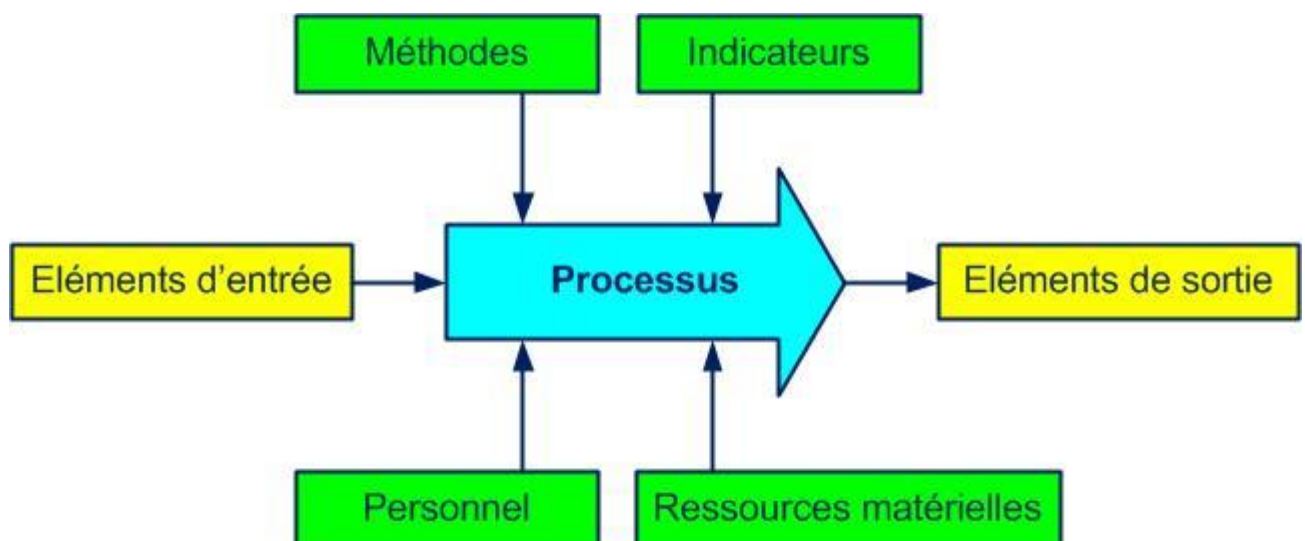 Méthodes
Indicateurs
Eléments d'entrée
Processus
Eléments de sortie
Personnel
Ressources matérielles